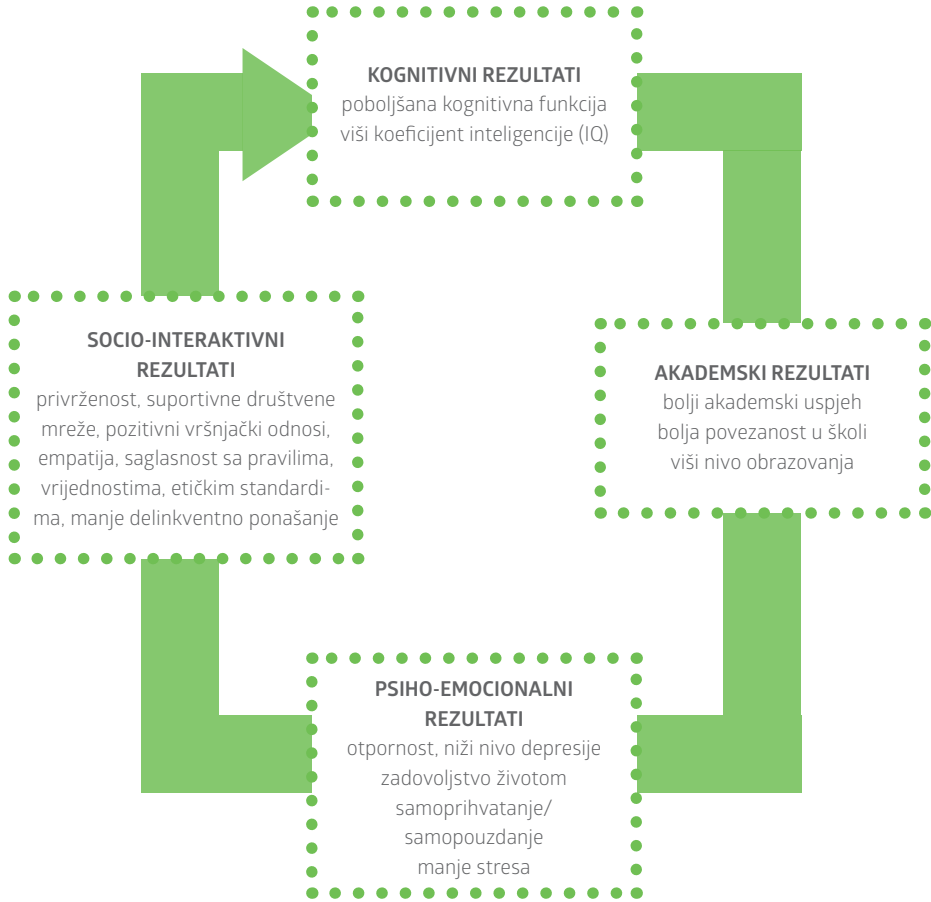 KOGNITIVNI REZULTATI
poboljšana kognitivna funkcija
viši koeficijent inteligencije (IQ)
SOCIO-INTERAKTIVNI
REZULTATI
privrženost, suportivne društvene
mreže, pozitivni vršnjački odnosi,
empatija, saglasnost sa pravilima,
vrijednostima, etičkim standardi-
ma, manje delinkventno ponašanje
AKADEMSKI REZULTATI
bolji akademski uspjeh
bolja povezanost u školi
viši nivo obrazovanja
PSIHO-EMOCIONALNI
REZULTATI
otpornost, niži nivo depresije
zadovoljstvo životom
samoprihvatanje/
samopouzdanje
manje stresa